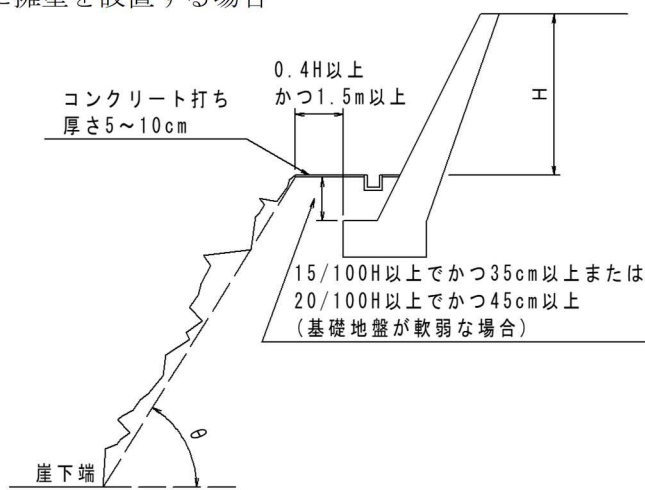 に擁壁を設置する場合
0.4H以上
かつ1.5m以上
コンクリート打ち
厚さ5～10cm
H
15/100H以上でかつ35cm以上または
20/100H以上でかつ45cm以上
(基礎地盤が軟弱な場合)
θ
崖下端